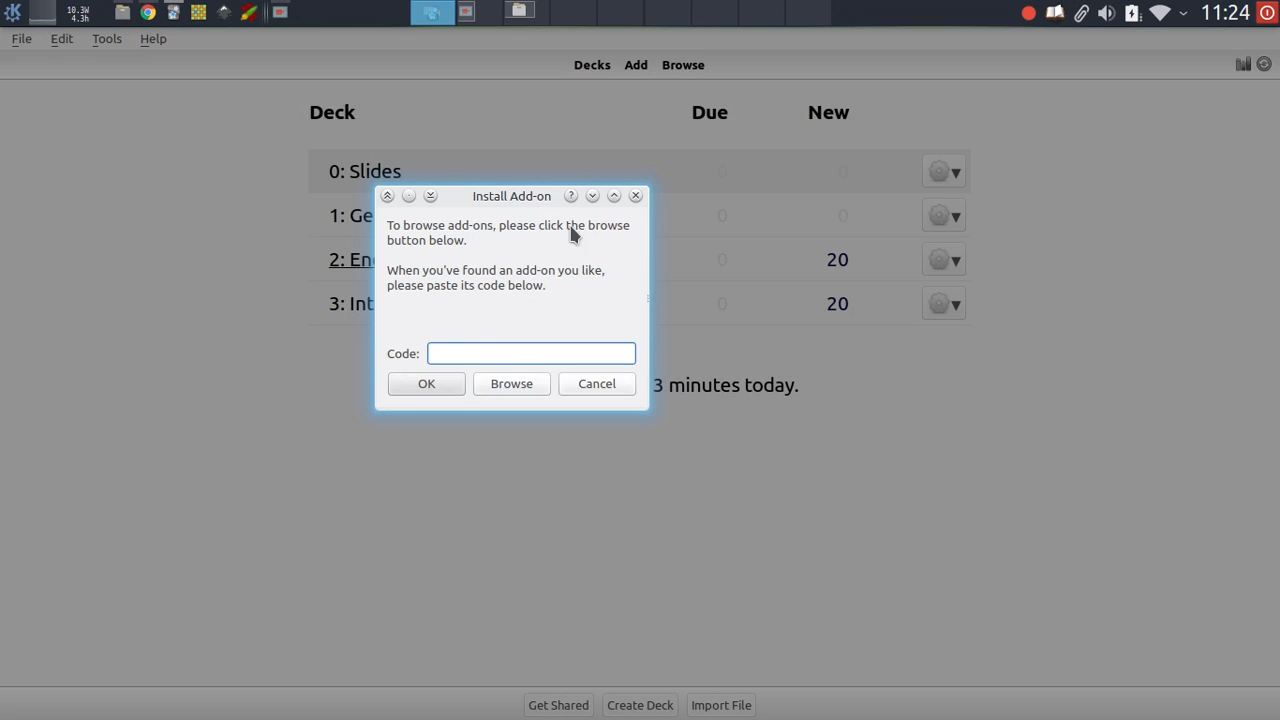 10.3W
4.3h
11:24
File Edit Tools Help
Decks Add Browse
Deck Due New
0: Slides 0 0
Install Add-on
To browse add-ons, please click the browse
button below.
When you've found an add-on you like,
please paste its code below.
Code:
OK Browse Cancel
1: Ge 0 0
2: En 0 20
3: Int 0 20
3 minutes today.
Get Shared Create Deck Import File